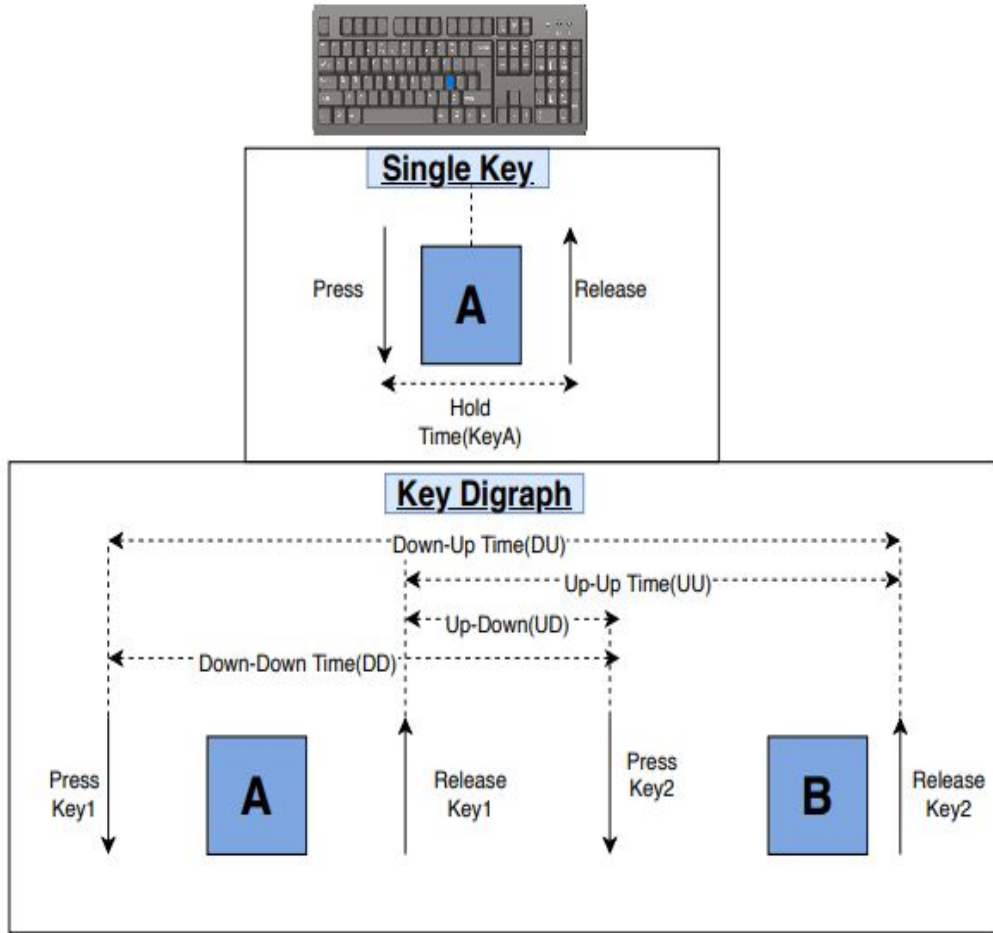 Single Key
Press
A
Release
Hold
Time(KeyA)
Key Digraph
Down-Up Time(DU)
Up-Up Time(UU)
Up-Down(UD)
Down-Down Time(DD)
Press
Key1
A
Release
Key1
Press
Key2
B
Release
Key2